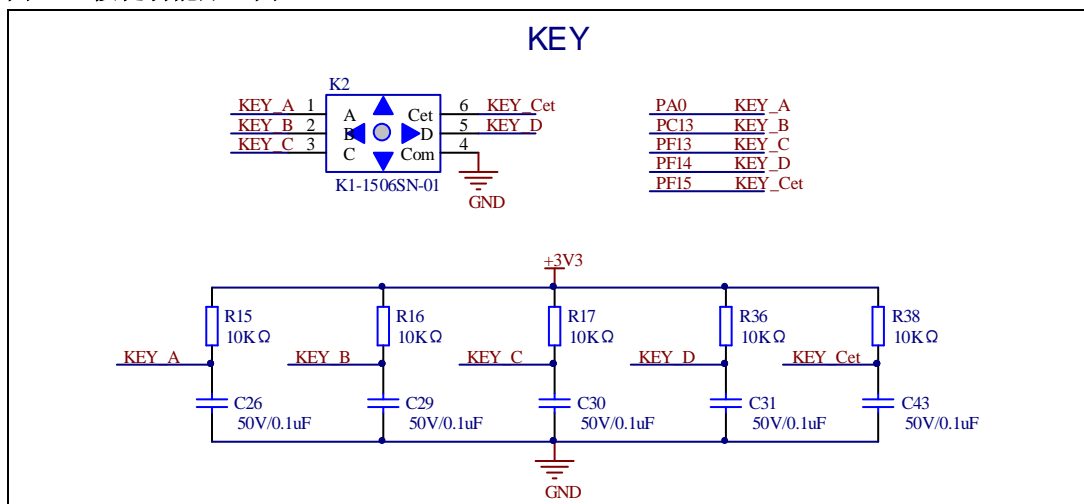 KEY
K2
KEY_A 1 A Cet 6 KEY_Cet
KEY_B 2 B D 5 KEY_D
KEY_C 3 C Com 4
K1-1506SN-01
GND
PA0 KEY_A
PC13 KEY_B
PF13 KEY_C
PF14 KEY_D
PF15 KEY_Cet
+3V3
R15 R16 R17 R36 R38
10KΩ 10KΩ 10KΩ 10KΩ 10KΩ
KEY_A KEY_B KEY_C KEY_D KEY_Cet
C26 C29 C30 C31 C43
50V/0.1uF 50V/0.1uF 50V/0.1uF 50V/0.1uF 50V/0.1uF
GND